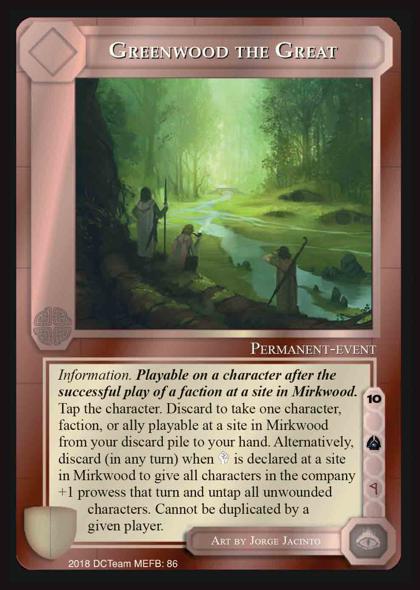 Greenwood the Great
Permanent-event
Information. Playable on a character after the
successful play of a faction at a site in Mirkwood.
Tap the character. Discard to take one character,
faction, or ally playable at a site in Mirkwood
from your discard pile to your hand. Alternatively,
discard (in any turn) when is declared at a site
in Mirkwood to give all characters in the company
+1 prowess that turn and untap all unwounded
characters. Cannot be duplicated by a
given player.
10
Art by Jorge Jacinto
2018 DCTeam MEFB: 86